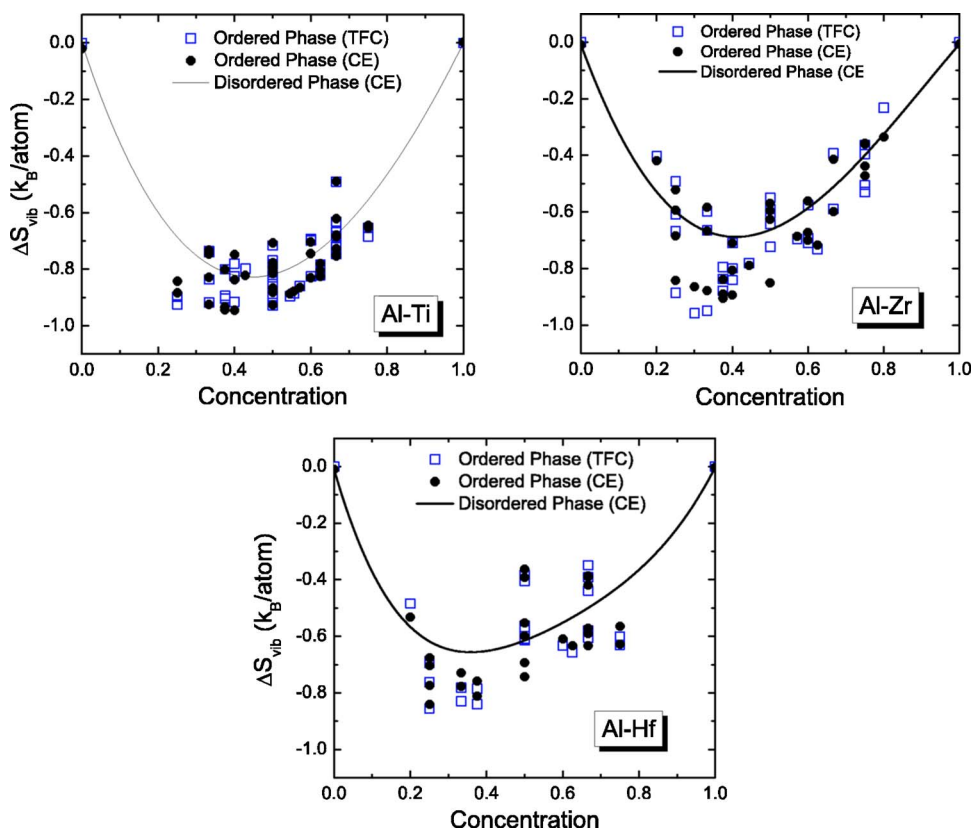 0.0
-0.2
-0.4
-0.6
-0.8
-1.0
ΔS_vib (k_B/atom)
Ordered Phase (TFC)
Ordered Phase (CE)
Disordered Phase (CE)
Al-Ti
0.0 0.2 0.4 0.6 0.8 1.0
Concentration
0.0
-0.2
-0.4
-0.6
-0.8
-1.0
Ordered Phase (TFC)
Ordered Phase (CE)
Disordered Phase (CE
Al-Zr
0.0 0.2 0.4 0.6 0.8 1.0
Concentration
0.0
-0.2
-0.4
-0.6
-0.8
-1.0
ΔS_vib (k_B/atom)
Ordered Phase (TFC)
Ordered Phase (CE)
Disordered Phase (CE)
Al-Hf
0.0 0.2 0.4 0.6 0.8 1.0
Concentration